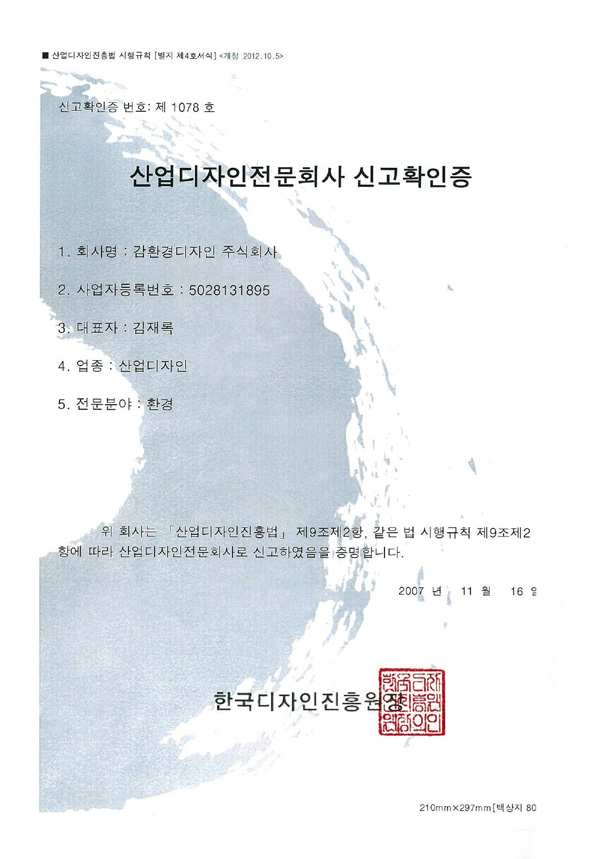 ■ 산업디자인진흥법 시행규칙 [별지 제4호서식] <개정 2012.10.5>
신고확인증 번호: 제 1078 호
산업디자인전문회사 신고확인증
1. 회사명 : 감환경디자인 주식회사
2. 사업자등록번호 : 5028131895
3. 대표자 : 김재록
4. 업종 : 산업디자인
5. 전문분야 : 환경
위 회사는 「산업디자인진흥법」 제9조제2항, 같은 법 시행규칙 제9조제2
항에 따라 산업디자인전문회사로 신고하였음을 증명합니다.
2007 년 11 월 16 일
한국디자인진흥원장
210mm×297mm[백상지 80